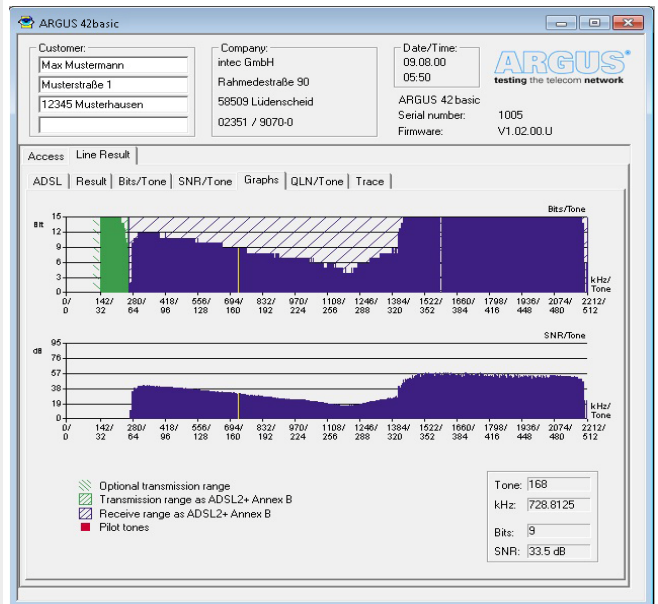 ARGUS 42basic
Customer:
Max Mustermann
Musterstraße 1
12345 Musterhausen
Company:
intec GmbH
Rahmedestraße 90
58509 Lüdenscheid
02351 / 9070-0
Date/Time:
09.08.00
05:50
ARGUS 42 basic
Serial number: 1005
Firmware: V1.02.00.U
ARGUS®
testing the telecom network
Access Line Result
ADSL Result Bits/Tone SNR/Tone Graphs QLN/Tone Trace
Bits/Tone
Bit
15
12
9
6
3
0
kHz/
Tone
0/ 142/ 280/ 418/ 556/ 694/ 832/ 970/ 1108/ 1246/ 1384/ 1522/ 1660/ 1798/ 1936/ 2074/ 2212/
0 32 64 96 128 160 192 224 256 288 320 352 384 416 448 480 512
SNR/Tone
dB
95
76
57
38
19
0
kHz/
Tone
0/ 142/ 280/ 418/ 556/ 694/ 832/ 970/ 1108/ 1246/ 1384/ 1522/ 1660/ 1798/ 1936/ 2074/ 2212/
0 32 64 96 128 160 192 224 256 288 320 352 384 416 448 480 512
Optional transmission range
Transmission range as ADSL2+ Annex B
Receive range as ADSL2+ Annex B
Pilot tones
Tone: 168
kHz: 728.8125
Bits: 9
SNR: 33.5 dB